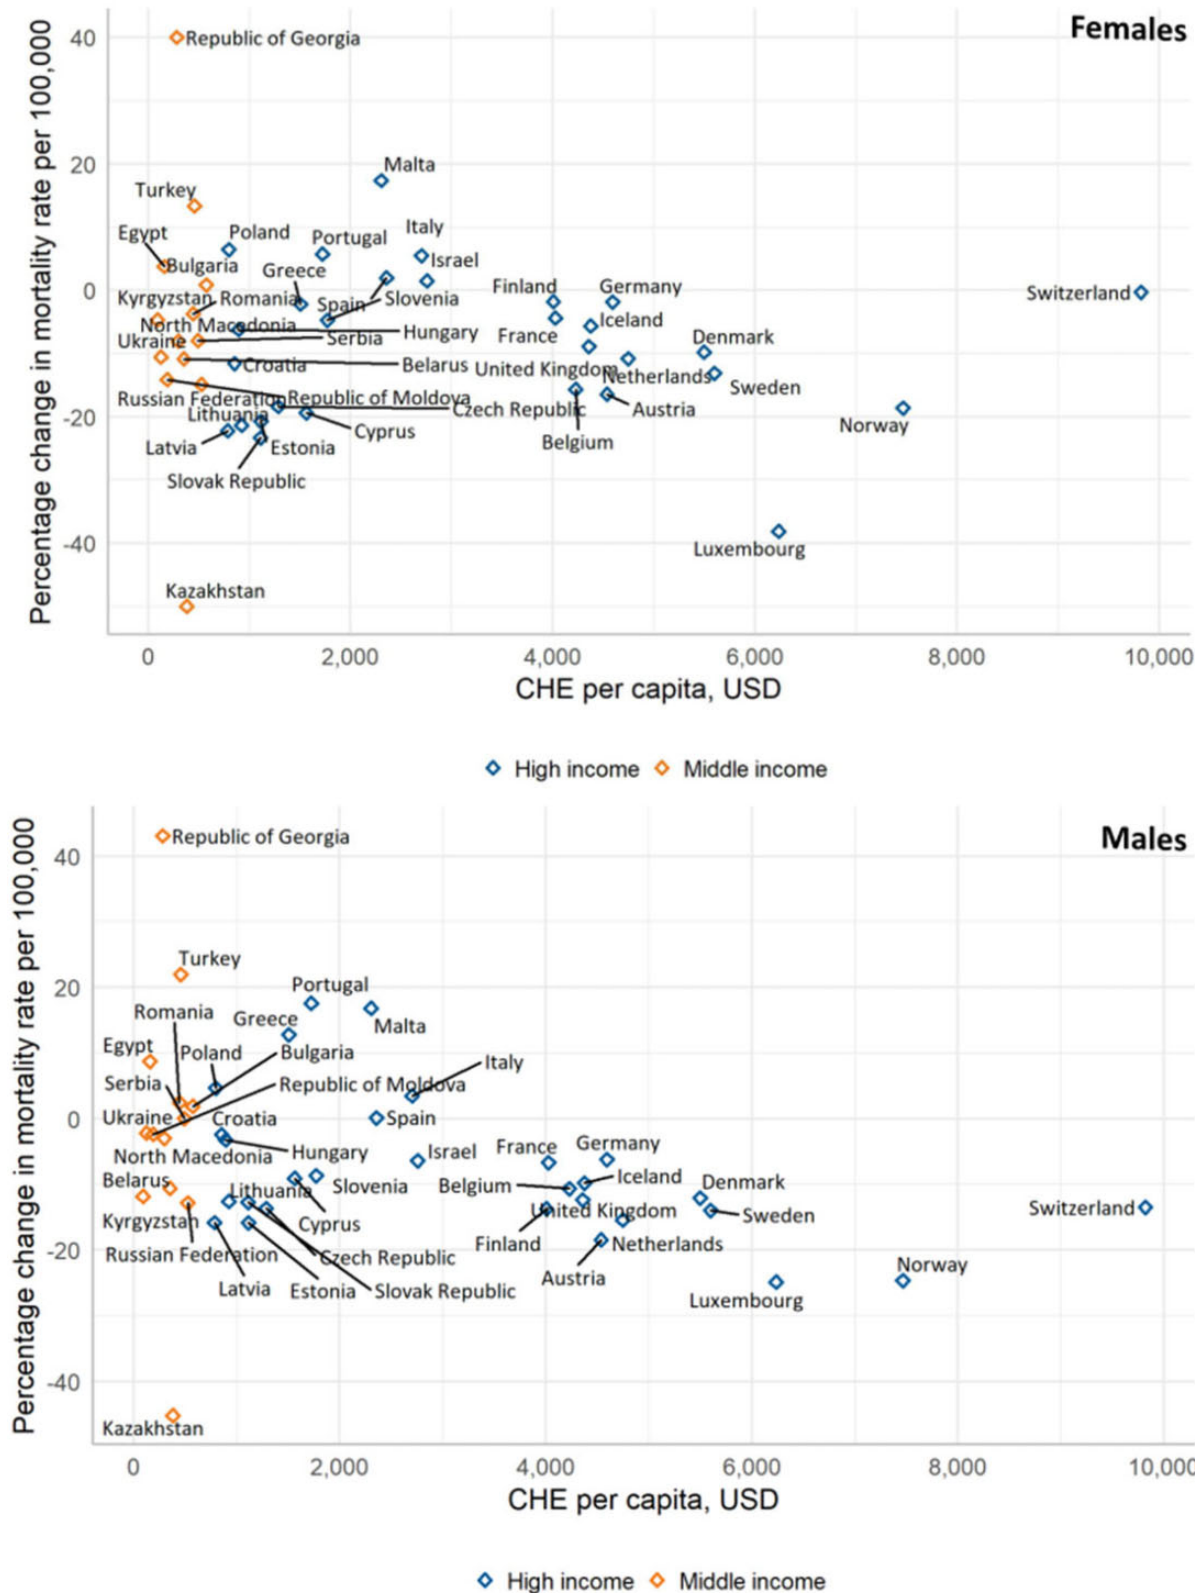 Females
Percentage change in mortality rate per 100,000
40
20
0
-20
-40
Republic of Georgia
Malta
Turkey
Egypt
Poland
Portugal
Italy
Bulgaria
Greece
Israel
Finland
Germany
Switzerland
Kyrgyzstan
Romania
Spain
Slovenia
North Macedonia
Hungary
France
Iceland
Ukraine
Serbia
Denmark
Croatia
Belarus
United Kingdom
Netherlands
Sweden
Russian Federation
Republic of Moldova
Lithuania
Czech Republic
Austria
Norway
Latvia
Estonia
Cyprus
Belgium
Slovak Republic
Luxembourg
Kazakhstan
0
2,000
4,000
6,000
8,000
10,000
CHE per capita, USD
High income
Middle income
Males
Percentage change in mortality rate per 100,000
40
20
0
-20
-40
Republic of Georgia
Turkey
Portugal
Romania
Greece
Malta
Egypt
Poland
Bulgaria
Italy
Serbia
Republic of Moldova
Ukraine
Croatia
Spain
North Macedonia
Hungary
Israel
France
Germany
Belarus
Lithuania
Slovenia
Belgium
Iceland
Denmark
Kyrgyzstan
Cyprus
United Kingdom
Sweden
Switzerland
Russian Federation
Czech Republic
Finland
Netherlands
Latvia
Estonia
Slovak Republic
Austria
Norway
Luxembourg
Kazakhstan
0
2,000
4,000
6,000
8,000
10,000
CHE per capita, USD
High income
Middle income